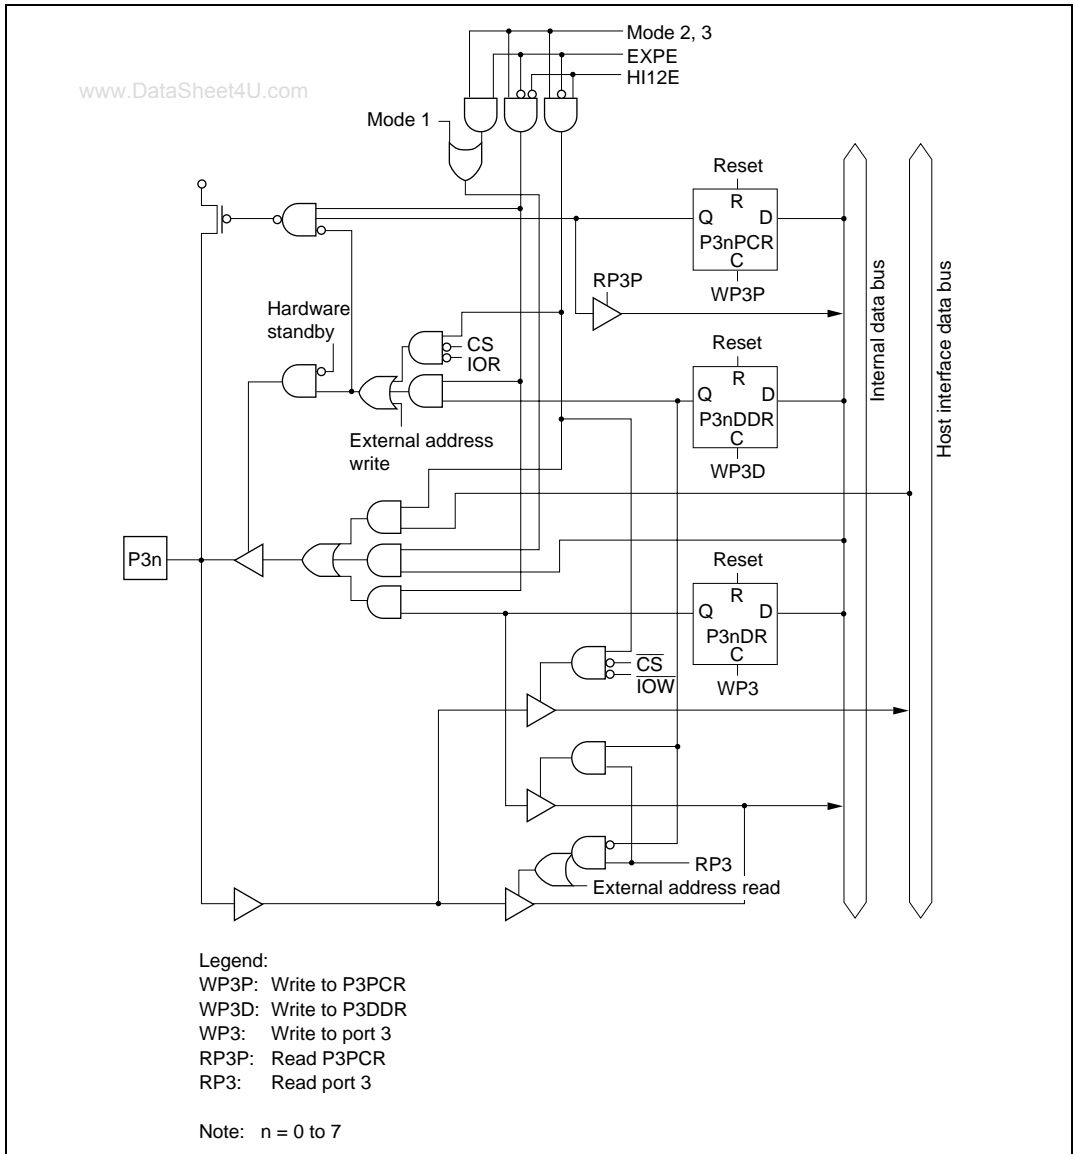 Mode 2, 3
EXPE
HI12E
www.DataSheet4U.com
Mode 1
Reset
R
Q D
P3nPCR
C
WP3P
RP3P
Hardware
standby
CS
IOR
Reset
R
Q D
P3nDDR
C
WP3D
External address
write
Internal data bus
Host interface data bus
P3n
Reset
R
Q D
P3nDR
C
WP3
CS
IOW
RP3
External address read
Legend:
WP3P: Write to P3PCR
WP3D: Write to P3DDR
WP3: Write to port 3
RP3P: Read P3PCR
RP3: Read port 3
Note: n = 0 to 7